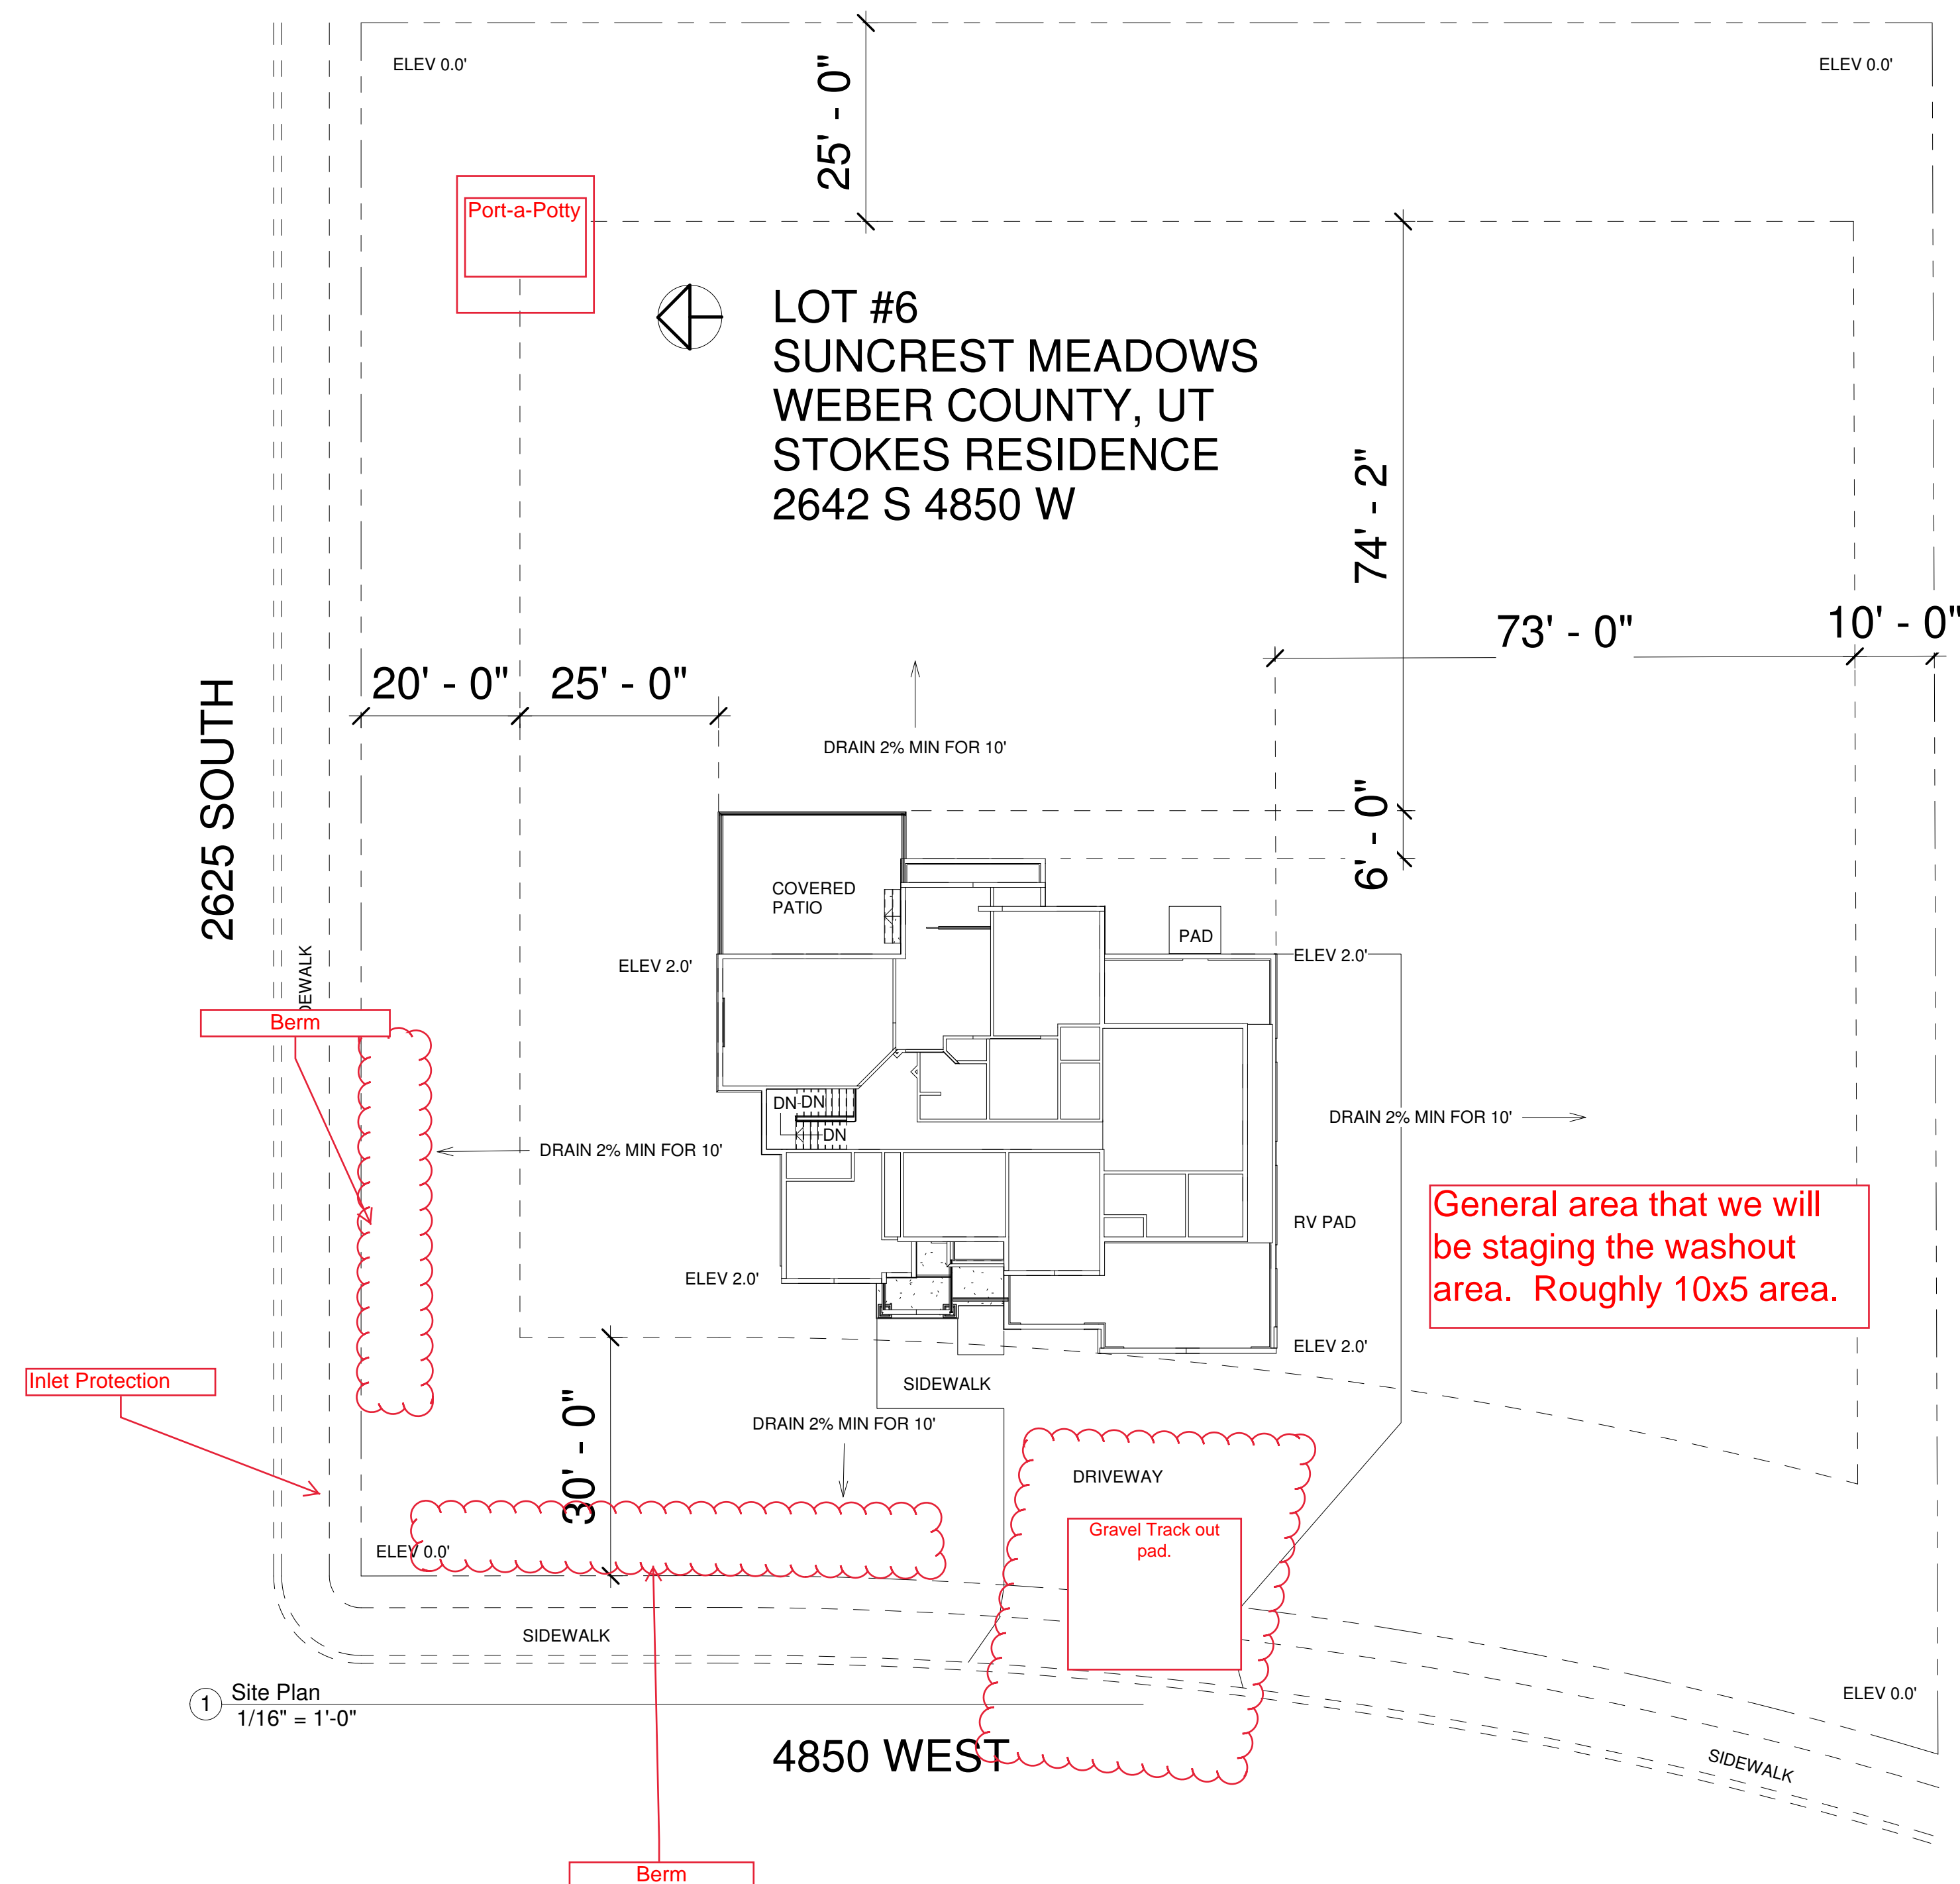 ELEV 0.0'
ELEV 0.0'
25' - 0"
Port-a-Potty
LOT #6
SUNCREST MEADOWS
WEBER COUNTY, UT
STOKES RESIDENCE
2642 S 4850 W
74' - 2"
73' - 0"
10' - 0"
20' - 0"
25' - 0"
2625 SOUTH
DRAIN 2% MIN FOR 10'
6' - 0"
COVERED
PATIO
PAD
ELEV 2.0'
ELEV 2.0'
DEWALK
Berm
DN
DN
DN
DRAIN 2% MIN FOR 10'
DRAIN 2% MIN FOR 10'
General area that we will
be staging the washout
area. Roughly 10x5 area.
RV PAD
ELEV 2.0'
ELEV 2.0'
Inlet Protection
SIDEWALK
30' - 0"
DRAIN 2% MIN FOR 10'
DRIVEWAY
Gravel Track out
pad.
ELEV 0.0'
SIDEWALK
1
Site Plan
1/16" = 1'-0"
ELEV 0.0'
4850 WEST
SIDEWALK
Berm